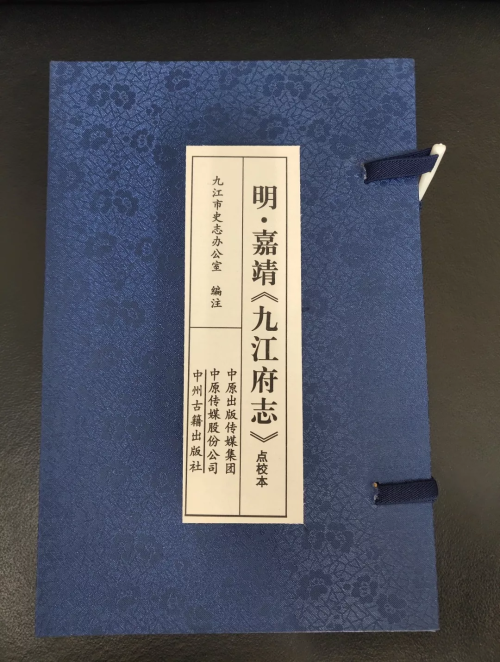 明·嘉靖《九江府志》点校本
九江市史志办公室 编注
中原出版传媒集团
中原传媒股份公司
中州古籍出版社